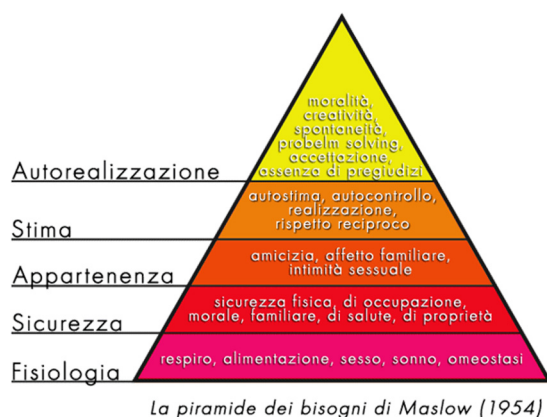 moralità,
creatività,
spontaneità,
probelm solving,
accettazione,
assenza di pregiudizi
Autorealizzazione
autostima, autocontrollo,
realizzazione,
rispetto reciproco
Stima
amicizia, affetto familiare,
intimità sessuale
Appartenenza
sicurezza fisica, di occupazione,
morale, familiare, di salute, di proprietà
Sicurezza
respiro, alimentazione, sesso, sonno, omeostasi
Fisiologia
La piramide dei bisogni di Maslow (1954)